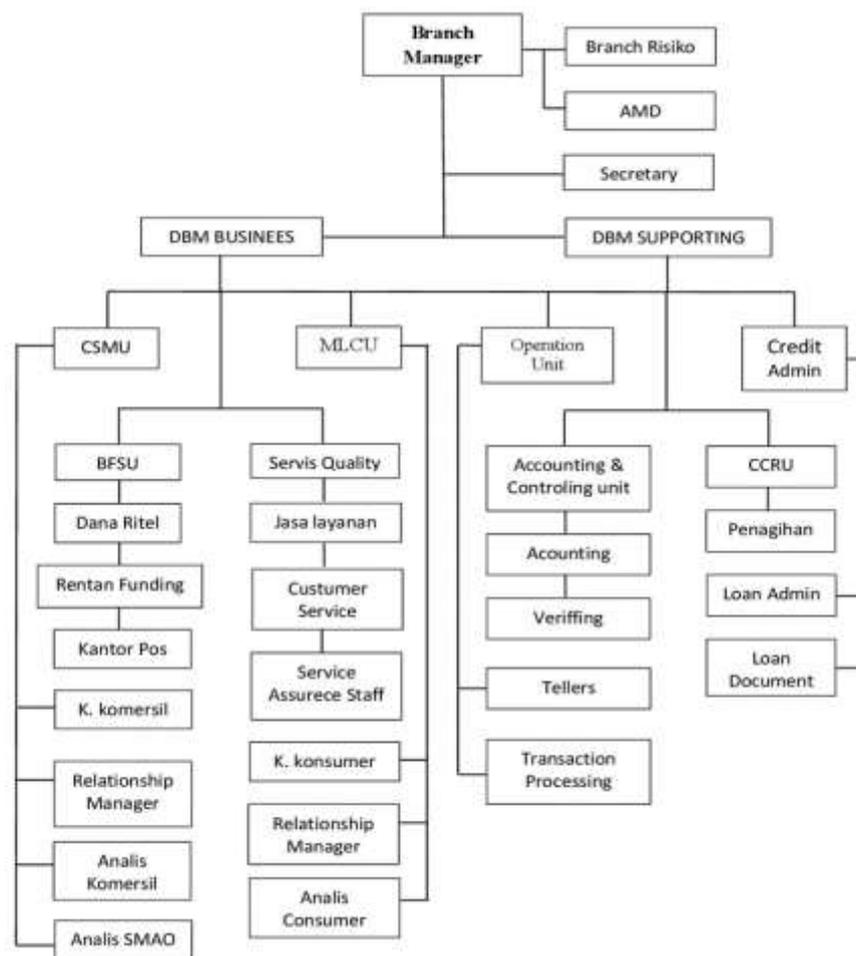 Branch
Manager
Branch Risiko
AMD
Secretary
DBM BUSINEES
DBM SUPPORTING
CSMU
MLCU
Operation
Unit
Credit
Admin
BFSU
Servis Quality
Accounting &
Controling unit
CCRU
Dana Ritel
Jasa layanan
Acounting
Penagihan
Rentan Funding
Custumer
Service
Veriffing
Loan Admin
Kantor Pos
Service
Assurece Staff
Tellers
Loan
Document
K. komersil
K. konsumer
Transaction
Processing
Relationship
Manager
Relationship
Manager
Analis
Komersil
Analis
Consumer
Analis SMAO